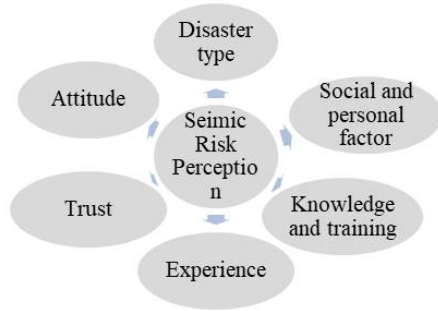 Disaster
type
Attitude
Social and
personal
factor
Seimic
Risk
Perceptio
n
Trust
Knowledge
and training
Experience